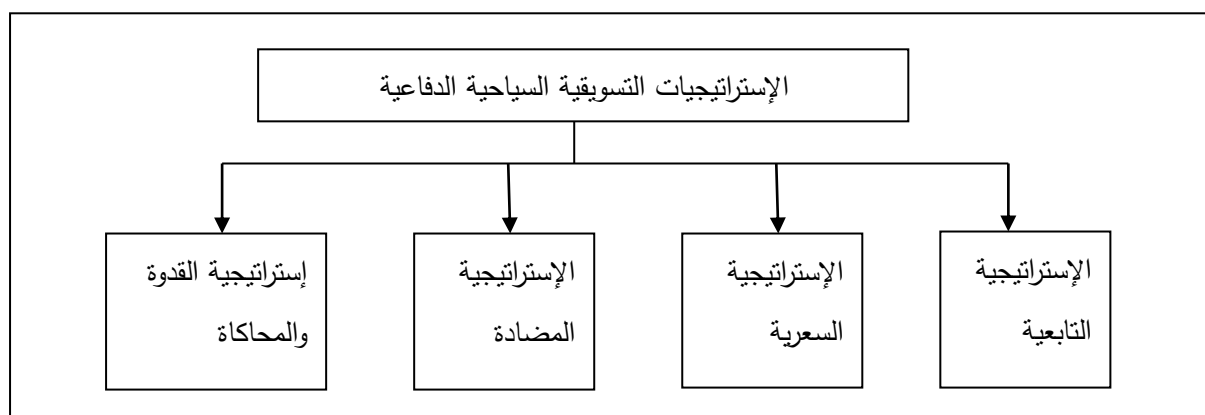 الإستراتيجيات التسويقية السياحية الدفاعية
الإستراتيجية
التابعية
الإستراتيجية
السعرية
الإستراتيجية
المضادة
إستراتيجية القدوة
والمحاكاة